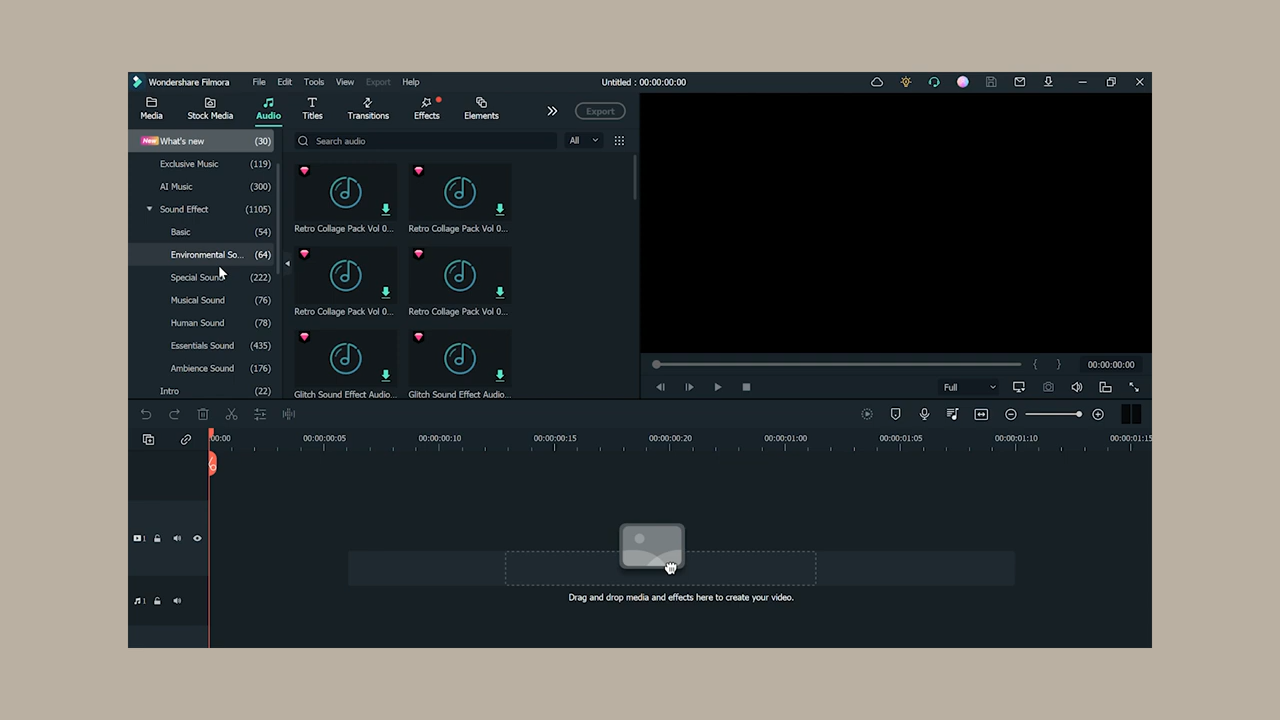 Wondershare Filmora File Edit Tools View Export Help Untitled : 00:00:00:00
Media Stock Media Audio Titles Transitions Effects Elements Export
New What's new (30)
Search audio All
Exclusive Music (119)
AI Music (300)
Sound Effect (1105)
Basic (54)
Environmental So... (64)
Special Sound (222)
Musical Sound (76)
Human Sound (78)
Essentials Sound (435)
Ambience Sound (176)
Intro (22)
Retro Collage Pack Vol 0... Retro Collage Pack Vol 0...
Retro Collage Pack Vol 0... Retro Collage Pack Vol 0...
Glitch Sound Effect Audio... Glitch Sound Effect Audio...
{ } 00:00:00:00
Full
00:00 00:00:00:05 00:00:00:10 00:00:00:15 00:00:00:20 00:00:01:00 00:00:01:05 00:00:01:10 00:00:01:15
1
Drag and drop media and effects here to create your video.
1